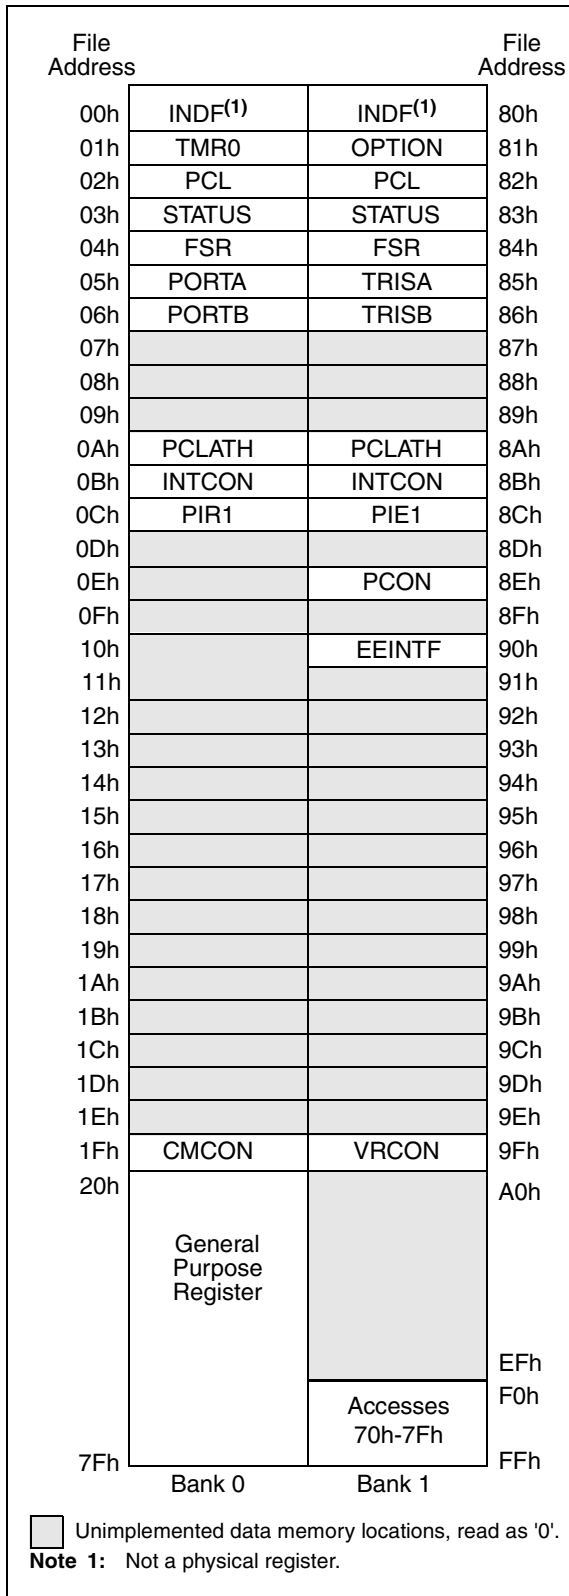 File Address File Address
00h INDF(1) INDF(1) 80h
01h TMR0 OPTION 81h
02h PCL PCL 82h
03h STATUS STATUS 83h
04h FSR FSR 84h
05h PORTA TRISA 85h
06h PORTB TRISB 86h
07h 87h
08h 88h
09h 89h
0Ah PCLATH PCLATH 8Ah
0Bh INTCON INTCON 8Bh
0Ch PIR1 PIE1 8Ch
0Dh 8Dh
0Eh PCON 8Eh
0Fh 8Fh
10h EEINTF 90h
11h 91h
12h 92h
13h 93h
14h 94h
15h 95h
16h 96h
17h 97h
18h 98h
19h 99h
1Ah 9Ah
1Bh 9Bh
1Ch 9Ch
1Dh 9Dh
1Eh 9Eh
1Fh CMCON VRCON 9Fh
20h A0h
General
Purpose
Register
EFh
F0h
Accesses
70h-7Fh
7Fh FFh
Bank 0 Bank 1
Unimplemented data memory locations, read as '0'.
Note 1: Not a physical register.